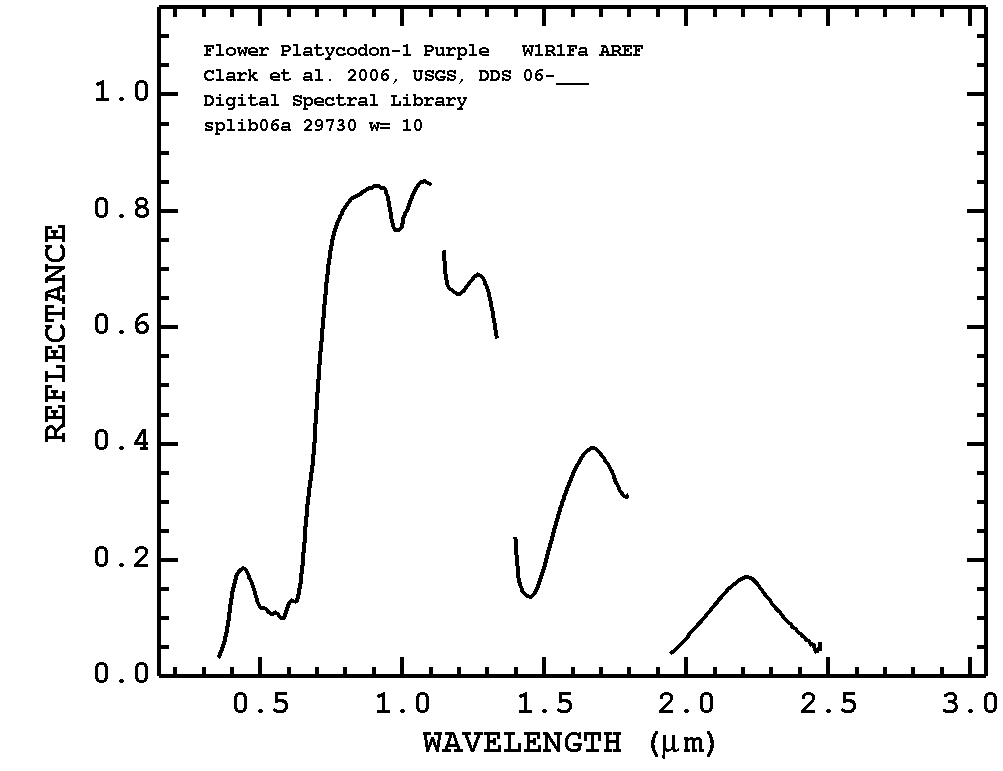 Flower Platycodon-1 Purple   W1R1Fa AREF
Clark et al. 2006, USGS, DDS 06-___
Digital Spectral Library
splib06a 29730 w= 10
1.0
0.8
0.6
0.4
0.2
0.0
REFLECTANCE
0.5 1.0 1.5 2.0 2.5 3.0
WAVELENGTH (μm)